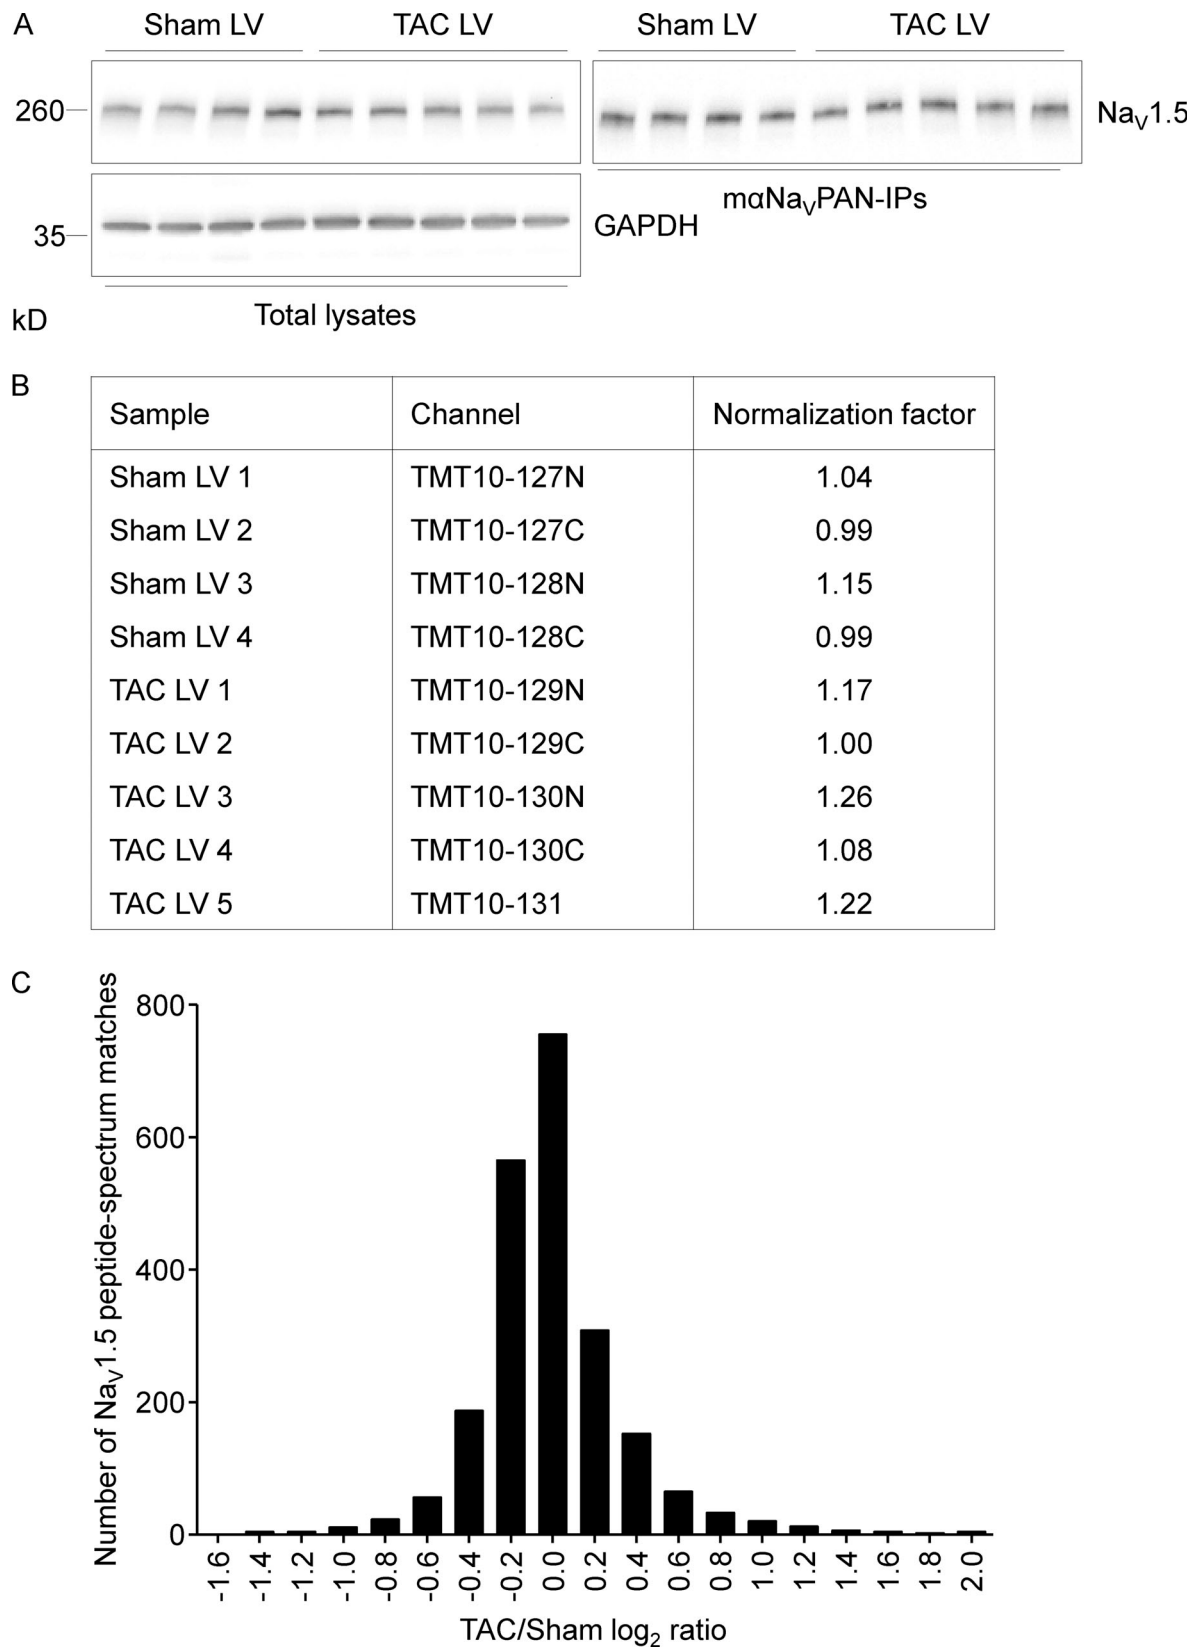 A
Sham LV TAC LV Sham LV TAC LV
260 NaV1.5
mαNaVPAN-IPs
35 GAPDH
Total lysates
kD
B
Sample Channel Normalization factor
Sham LV 1 TMT10-127N 1.04
Sham LV 2 TMT10-127C 0.99
Sham LV 3 TMT10-128N 1.15
Sham LV 4 TMT10-128C 0.99
TAC LV 1 TMT10-129N 1.17
TAC LV 2 TMT10-129C 1.00
TAC LV 3 TMT10-130N 1.26
TAC LV 4 TMT10-130C 1.08
TAC LV 5 TMT10-131 1.22
C
Number of NaV1.5 peptide-spectrum matches
800
600
400
200
0
-1.6 -1.4 -1.2 -1.0 -0.8 -0.6 -0.4 -0.2 0.0 0.2 0.4 0.6 0.8 1.0 1.2 1.4 1.6 1.8 2.0
TAC/Sham log2 ratio